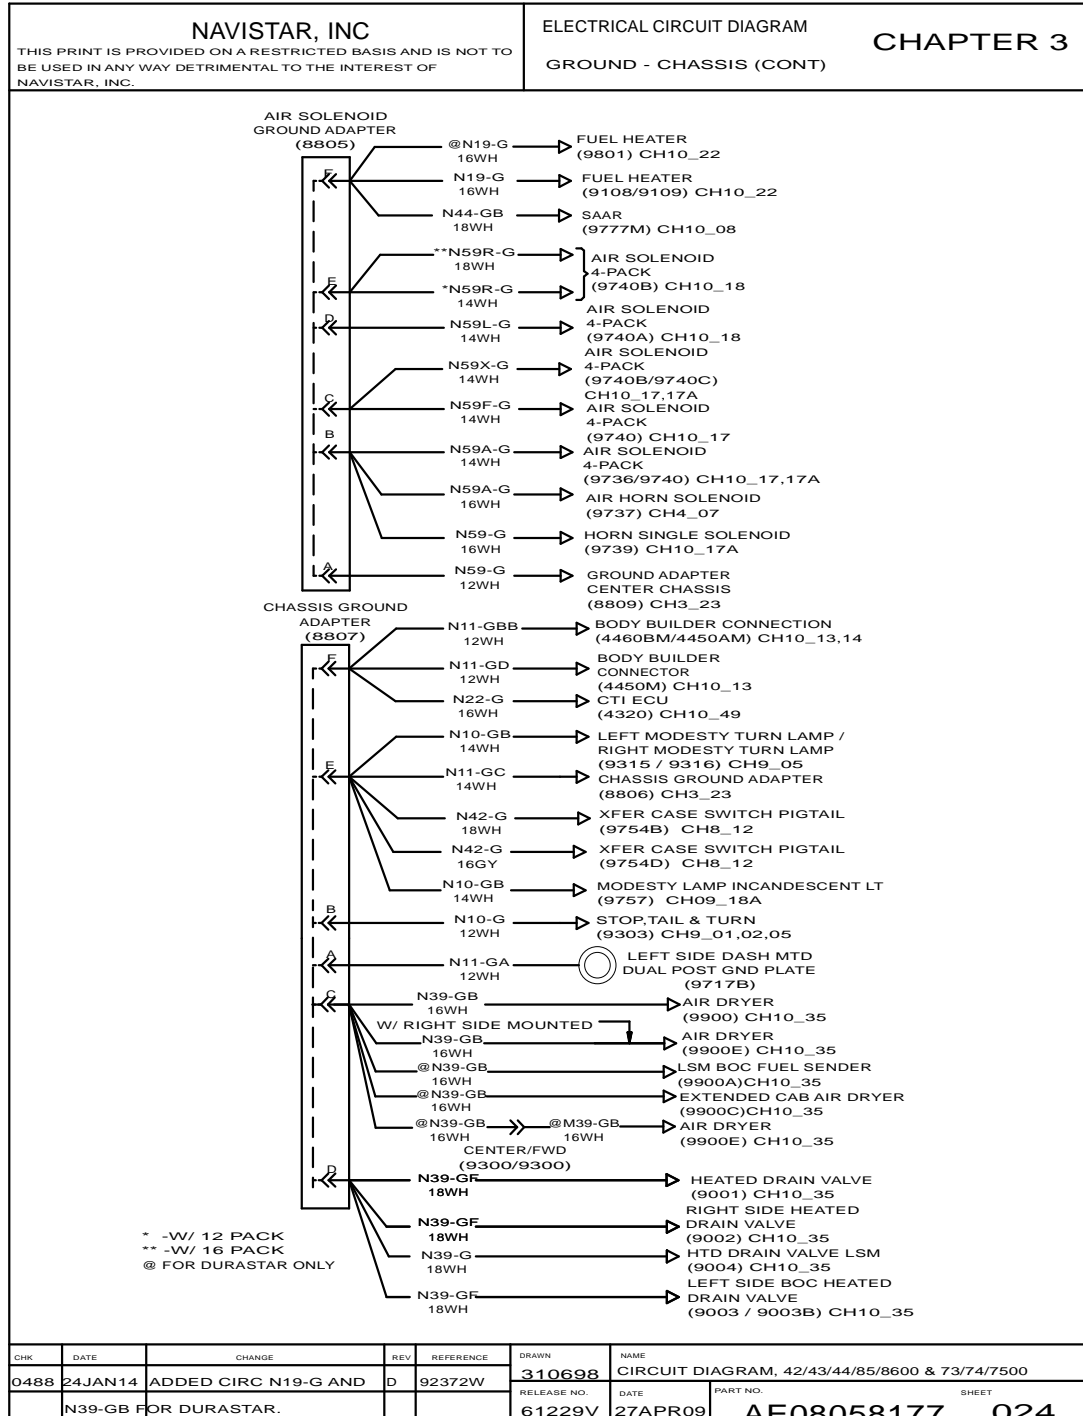 NAVISTAR, INC
THIS PRINT IS PROVIDED ON A RESTRICTED BASIS AND IS NOT TO
BE USED IN ANY WAY DETRIMENTAL TO THE INTEREST OF
NAVISTAR, INC.
ELECTRICAL CIRCUIT DIAGRAM
GROUND - CHASSIS (CONT)
CHAPTER 3
AIR SOLENOID
GROUND ADAPTER
(8805)
F
@N19-G
16WH
FUEL HEATER
(9801) CH10_22
N19-G
16WH
FUEL HEATER
(9108/9109) CH10_22
N44-GB
18WH
SAAR
(9777M) CH10_08
E
**N59R-G
18WH
*N59R-G
14WH
AIR SOLENOID
4-PACK
(9740B) CH10_18
D
N59L-G
14WH
AIR SOLENOID
4-PACK
(9740A) CH10_18
C
N59X-G
14WH
AIR SOLENOID
4-PACK
(9740B/9740C)
CH10_17,17A
N59F-G
14WH
AIR SOLENOID
4-PACK
(9740) CH10_17
B
N59A-G
14WH
AIR SOLENOID
4-PACK
(9736/9740) CH10_17,17A
N59A-G
16WH
AIR HORN SOLENOID
(9737) CH4_07
N59-G
16WH
HORN SINGLE SOLENOID
(9739) CH10_17A
A
N59-G
12WH
GROUND ADAPTER
CENTER CHASSIS
(8809) CH3_23
CHASSIS GROUND
ADAPTER
(8807)
F
N11-GBB
12WH
BODY BUILDER CONNECTION
(4460BM/4450AM) CH10_13,14
N11-GD
12WH
BODY BUILDER
CONNECTOR
(4450M) CH10_13
N22-G
16WH
CTI ECU
(4320) CH10_49
E
N10-GB
14WH
LEFT MODESTY TURN LAMP /
RIGHT MODESTY TURN LAMP
(9315 / 9316) CH9_05
N11-GC
14WH
CHASSIS GROUND ADAPTER
(8806) CH3_23
N42-G
18WH
XFER CASE SWITCH PIGTAIL
(9754B) CH8_12
N42-G
16GY
XFER CASE SWITCH PIGTAIL
(9754D) CH8_12
N10-GB
14WH
MODESTY LAMP INCANDESCENT LT
(9757) CH09_18A
B
N10-G
12WH
STOP,TAIL & TURN
(9303) CH9_01,02,05
A
N11-GA
12WH
LEFT SIDE DASH MTD
DUAL POST GND PLATE
(9717B)
C
N39-GB
16WH
AIR DRYER
(9900) CH10_35
W/ RIGHT SIDE MOUNTED
N39-GB
16WH
AIR DRYER
(9900E) CH10_35
@N39-GB
16WH
LSM BOC FUEL SENDER
(9900A)CH10_35
@N39-GB
16WH
EXTENDED CAB AIR DRYER
(9900C)CH10_35
@N39-GB
16WH
@M39-GB
16WH
AIR DRYER
(9900E) CH10_35
CENTER/FWD
(9300/9300)
D
N39-GF
18WH
HEATED DRAIN VALVE
(9001) CH10_35
N39-GF
18WH
RIGHT SIDE HEATED
DRAIN VALVE
(9002) CH10_35
N39-G
18WH
HTD DRAIN VALVE LSM
(9004) CH10_35
N39-GF
18WH
LEFT SIDE BOC HEATED
DRAIN VALVE
(9003 / 9003B) CH10_35
* -W/ 12 PACK
** -W/ 16 PACK
@ FOR DURASTAR ONLY
CHK DATE CHANGE REV REFERENCE
0488 24JAN14 ADDED CIRC N19-G AND D 92372W
N39-GB FOR DURASTAR.
DRAWN
310698
NAME
CIRCUIT DIAGRAM, 42/43/44/85/8600 & 73/74/7500
RELEASE NO.
61229V
DATE
27APR09
PART NO.
AE08058177
SHEET
024